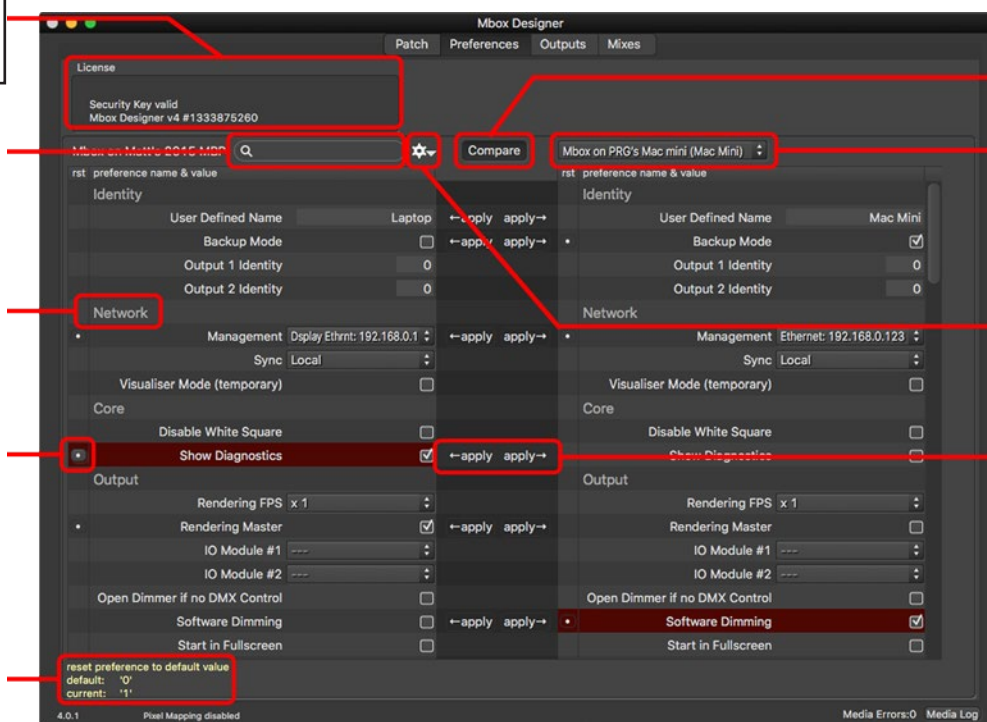 Mbox Designer
Patch Preferences Outputs Mixes
License
Security Key valid
Mbox Designer v4 #1333875260
Mbox on Matt's 2015 MBP Compare Mbox on PRG's Mac mini (Mac Mini)
rst preference name & value rst preference name & value
Identity Identity
User Defined Name Laptop ←apply apply→ User Defined Name Mac Mini
Backup Mode ←apply apply→ • Backup Mode
Output 1 Identity 0 Output 1 Identity 0
Output 2 Identity 0 Output 2 Identity 0
Network Network
• Management Dsplay Ethrnt: 192.168.0.1 ←apply apply→ • Management Ethernet: 192.168.0.123
Sync Local Sync Local
Visualiser Mode (temporary) Visualiser Mode (temporary)
Core Core
Disable White Square Disable White Square
• Show Diagnostics ←apply apply→ Show Diagnostics
Output Output
Rendering FPS x 1 Rendering FPS x 1
• Rendering Master ←apply apply→ Rendering Master
IO Module #1 --- IO Module #1 ---
IO Module #2 --- IO Module #2 ---
Open Dimmer if no DMX Control Open Dimmer if no DMX Control
Software Dimming ←apply apply→ • Software Dimming
Start in Fullscreen Start in Fullscreen
reset preference to default value
default: '0'
current: '1'
4.0.1 Pixel Mapping disabled Media Errors:0 Media Log